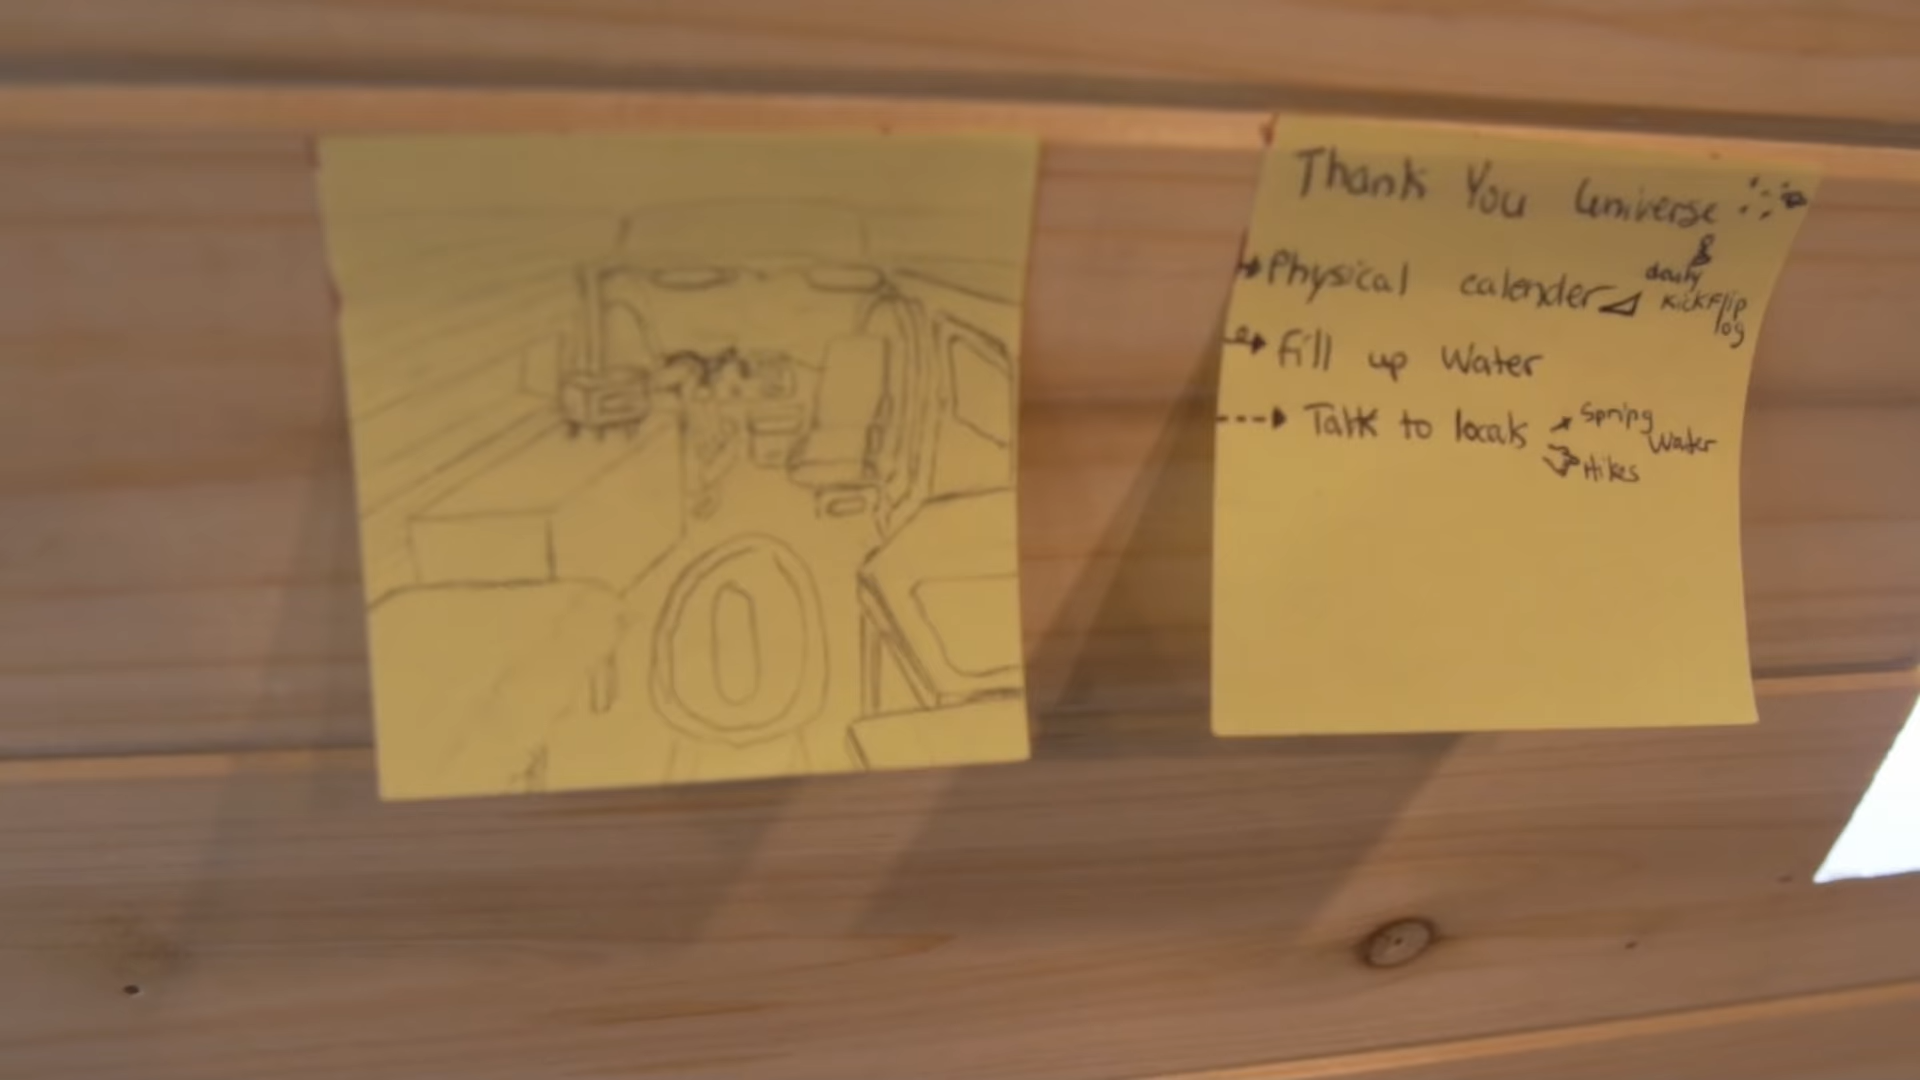 Thank You Universe
Physical calender
& daily
kickflip
log
Fill up Water
Talk to locals
Spring
Water
Hikes